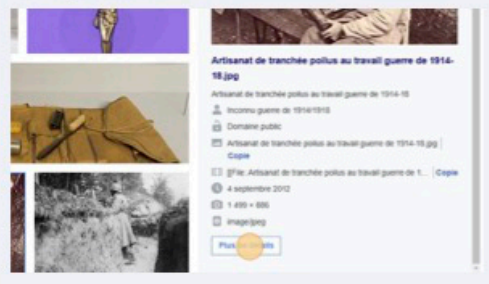 Artisanat de tranchée poilus au travail guerre de 1914-
18.jpg
Artisanat de tranchée poilus au travail guerre de 1914-18
Inconnu guerre de 1914/1918
Domaine public
Artisanat de tranchée poilus au travail guerre de 1914-18.jpg
Copie
[[File: Artisanat de tranchée poilus au travail guerre de 1... Copie
4 septembre 2012
1 499 × 886
image/jpeg
Plus de détails